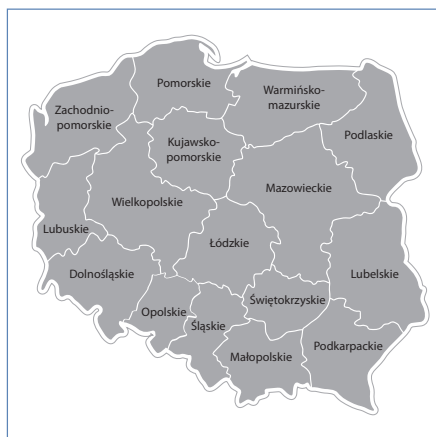 Pomorskie
Warmińsko-
mazurskie
Zachodnio-
pomorskie
Podlaskie
Kujawsko-
pomorskie
Mazowieckie
Wielkopolskie
Lubuskie
Łódzkie
Dolnośląskie
Lubelskie
Opolskie
Świętokrzyskie
Śląskie
Podkarpackie
Małopolskie